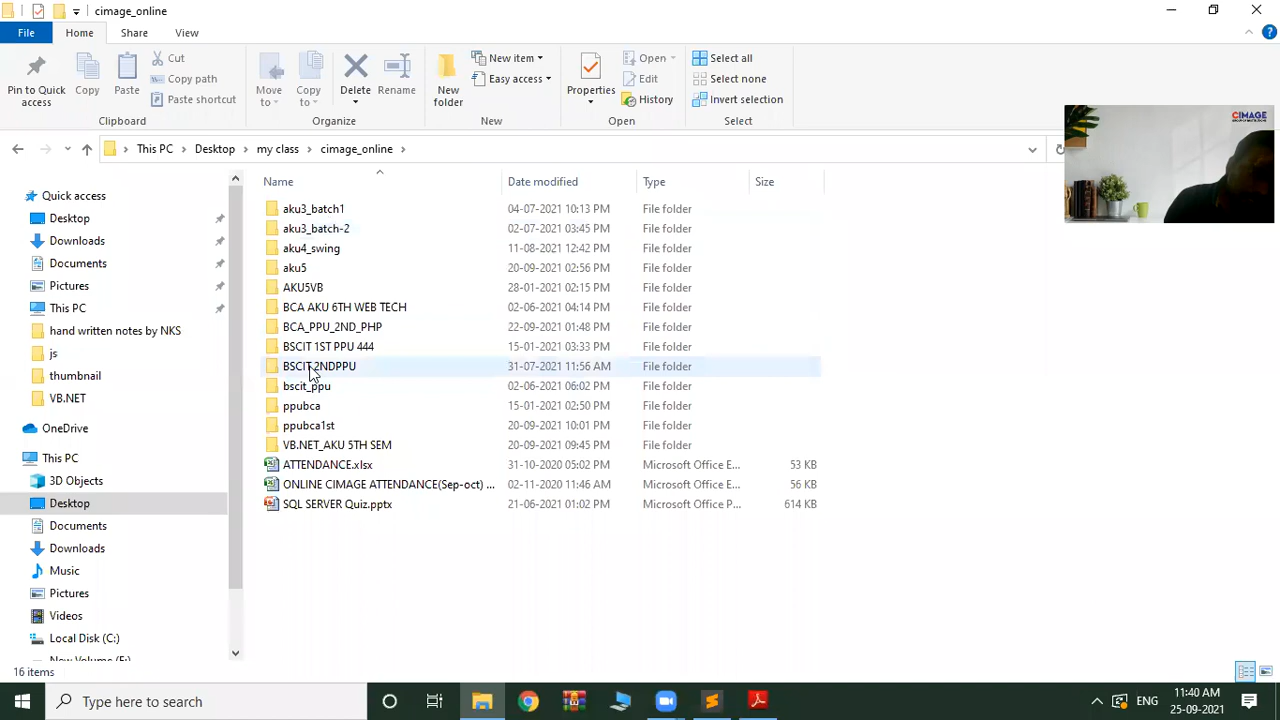 cimage_online
File Home Share View
Pin to Quick access
Copy
Paste
Cut
Copy path
Paste shortcut
Clipboard
Move to
Copy to
Delete
Rename
Organize
New folder
New item
Easy access
New
Properties
Open
Edit
History
Open
Select all
Select none
Invert selection
Select
This PC > Desktop > my class > cimage_online >
CIMAGE
Quick access
Desktop
Downloads
Documents
Pictures
This PC
hand written notes by NKS
js
thumbnail
VB.NET
OneDrive
This PC
3D Objects
Desktop
Documents
Downloads
Music
Pictures
Videos
Local Disk (C:)
New Volume (E:)
Name Date modified Type Size
aku3_batch1 04-07-2021 10:13 PM File folder
aku3_batch-2 02-07-2021 03:45 PM File folder
aku4_swing 11-08-2021 12:42 PM File folder
aku5 20-09-2021 02:56 PM File folder
AKU5VB 28-01-2021 02:15 PM File folder
BCA AKU 6TH WEB TECH 02-06-2021 04:14 PM File folder
BCA_PPU_2ND_PHP 22-09-2021 01:48 PM File folder
BSCIT 1ST PPU 444 15-01-2021 03:33 PM File folder
BSCIT 2NDPPU 31-07-2021 11:56 AM File folder
bscit_ppu 02-06-2021 06:02 PM File folder
ppubca 15-01-2021 02:50 PM File folder
ppubca1st 20-09-2021 10:01 PM File folder
VB.NET_AKU 5TH SEM 20-09-2021 09:45 PM File folder
ATTENDANCE.xlsx 31-10-2020 05:02 PM Microsoft Office E... 53 KB
ONLINE CIMAGE ATTENDANCE(Sep-oct) ... 02-11-2020 11:46 AM Microsoft Office E... 56 KB
SQL SERVER Quiz.pptx 21-06-2021 01:02 PM Microsoft Office P... 614 KB
16 items
Type here to search
ENG
11:40 AM
25-09-2021